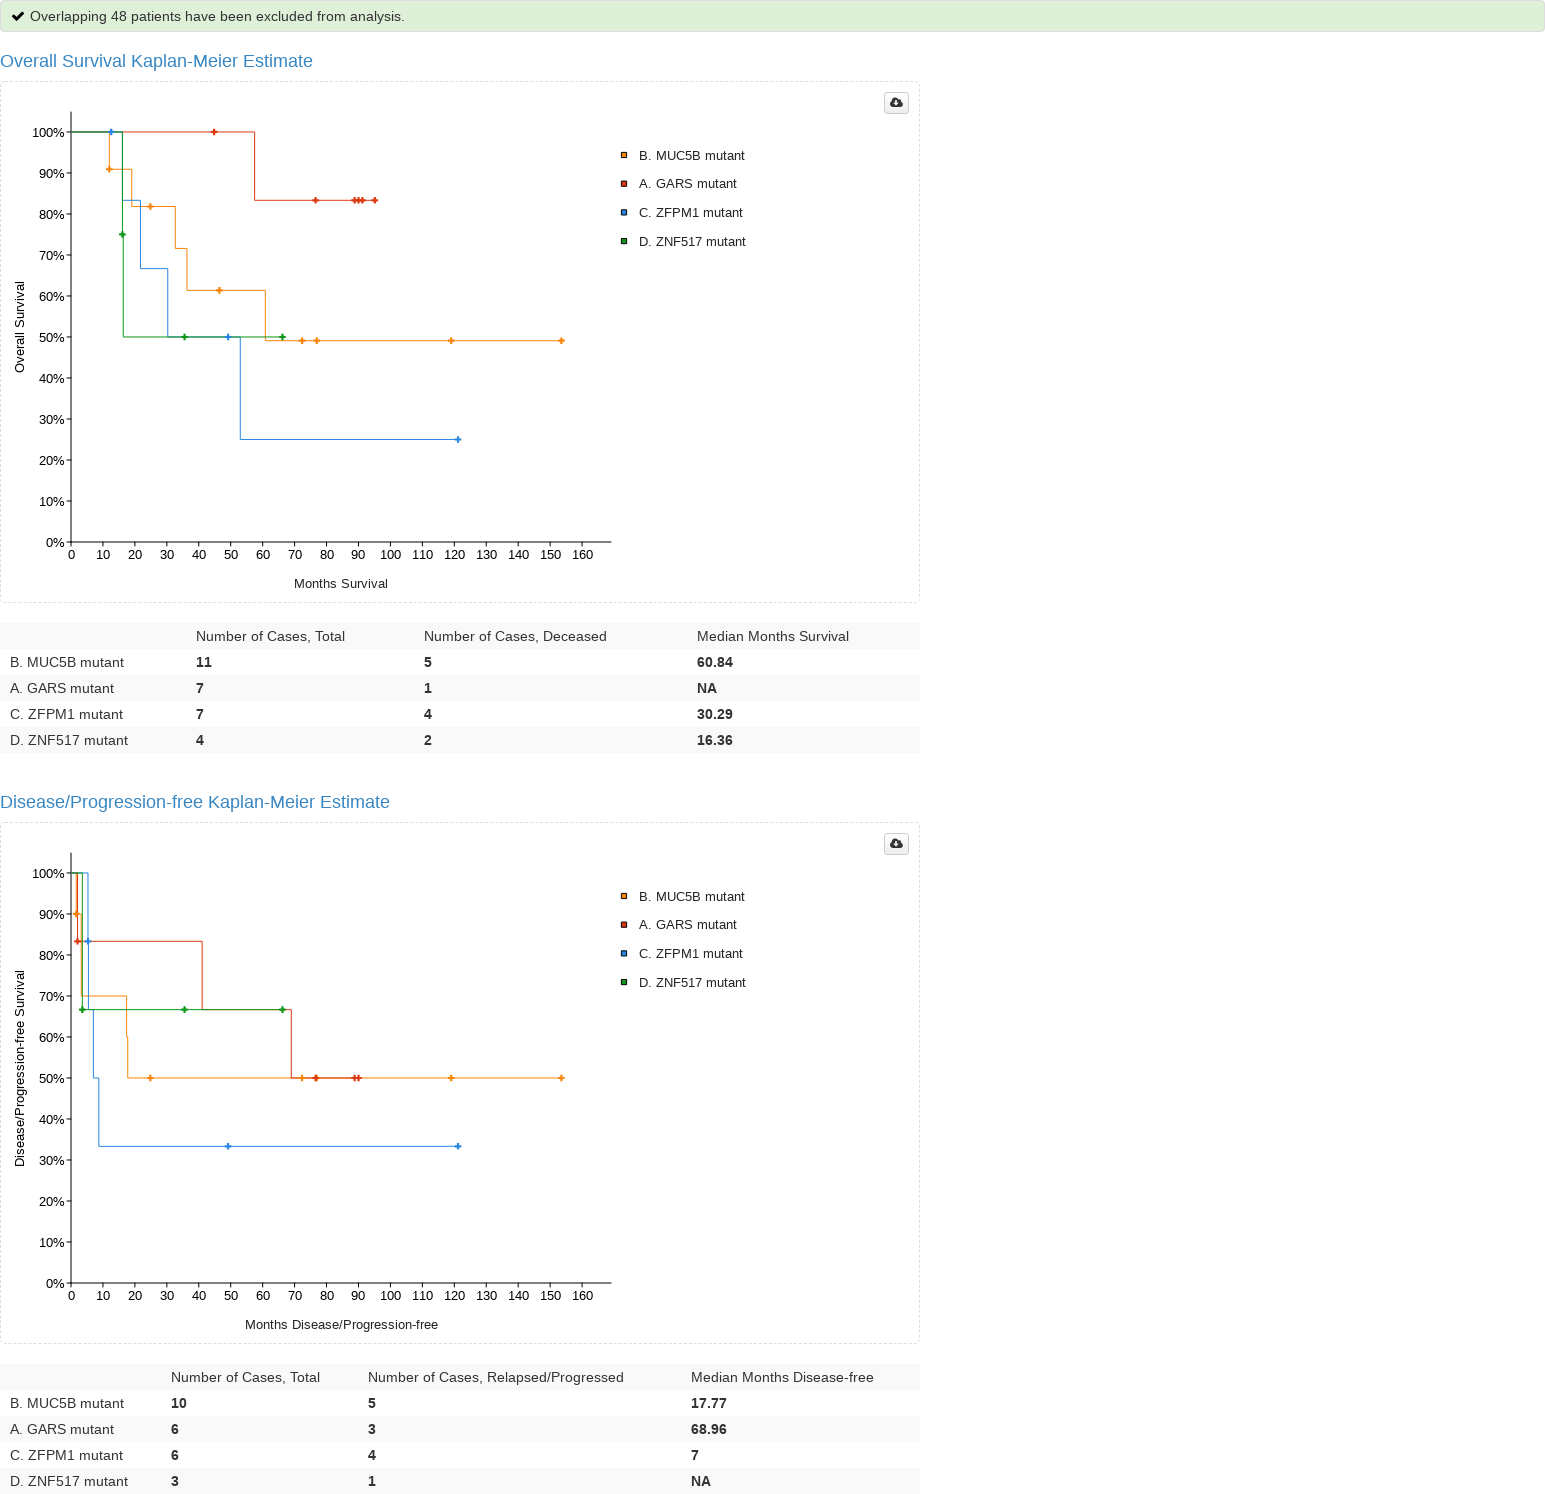 Overlapping 48 patients have been excluded from analysis.
Overall Survival Kaplan-Meier Estimate
100%
90%
80%
70%
60%
50%
40%
30%
20%
10%
0%
Overall Survival
0 10 20 30 40 50 60 70 80 90 100 110 120 130 140 150 160
Months Survival
B. MUC5B mutant
A. GARS mutant
C. ZFPM1 mutant
D. ZNF517 mutant
Number of Cases, Total Number of Cases, Deceased Median Months Survival
B. MUC5B mutant 11 5 60.84
A. GARS mutant 7 1 NA
C. ZFPM1 mutant 7 4 30.29
D. ZNF517 mutant 4 2 16.36
Disease/Progression-free Kaplan-Meier Estimate
100%
90%
80%
70%
60%
50%
40%
30%
20%
10%
0%
Disease/Progression-free Survival
0 10 20 30 40 50 60 70 80 90 100 110 120 130 140 150 160
Months Disease/Progression-free
B. MUC5B mutant
A. GARS mutant
C. ZFPM1 mutant
D. ZNF517 mutant
Number of Cases, Total Number of Cases, Relapsed/Progressed Median Months Disease-free
B. MUC5B mutant 10 5 17.77
A. GARS mutant 6 3 68.96
C. ZFPM1 mutant 6 4 7
D. ZNF517 mutant 3 1 NA